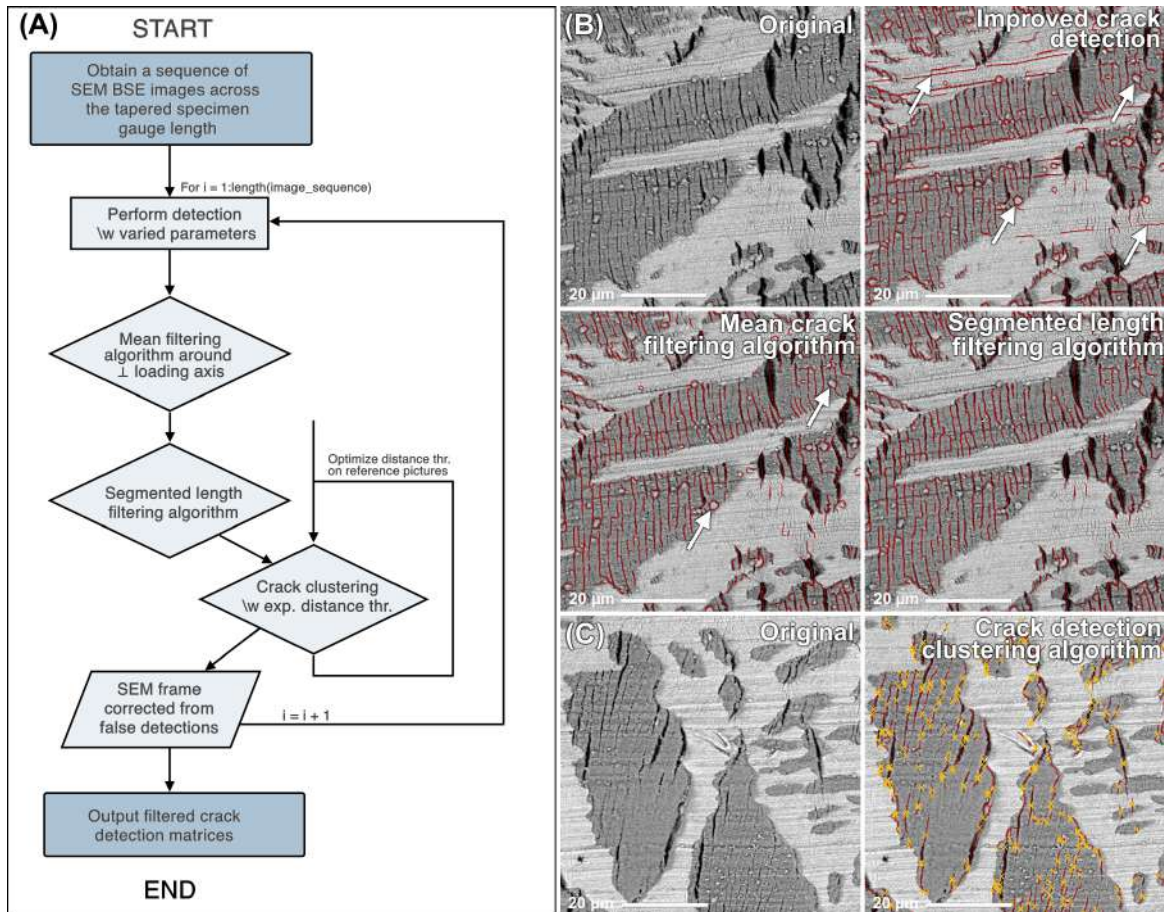 (A)
START
Obtain a sequence of
SEM BSE images across
the tapered specimen
gauge length
For i = 1:length(image_sequence)
Perform detection
\w varied parameters
Mean filtering
algorithm around
⊥ loading axis
Optimize distance thr.
on reference pictures
Segmented length
filtering algorithm
Crack clustering
\w exp. distance thr.
SEM frame
corrected from
false detections
i = i + 1
Output filtered crack
detection matrices
END
(B)
Original
20 µm
Improved crack
detection
20 µm
Mean crack
filtering algorithm
20 µm
Segmented length
filtering algorithm
20 µm
(C)
Original
20 µm
Crack detection
clustering algorithm
20 µm